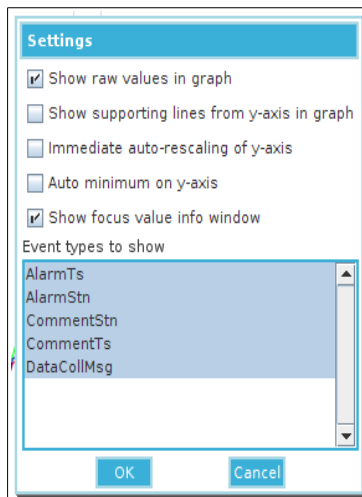 Settings
Show raw values in graph
Show supporting lines from y-axis in graph
Immediate auto-rescaling of y-axis
Auto minimum on y-axis
Show focus value info window
Event types to show
AlarmTs
AlarmStn
CommentStn
CommentTs
DataCollMsg
OK Cancel